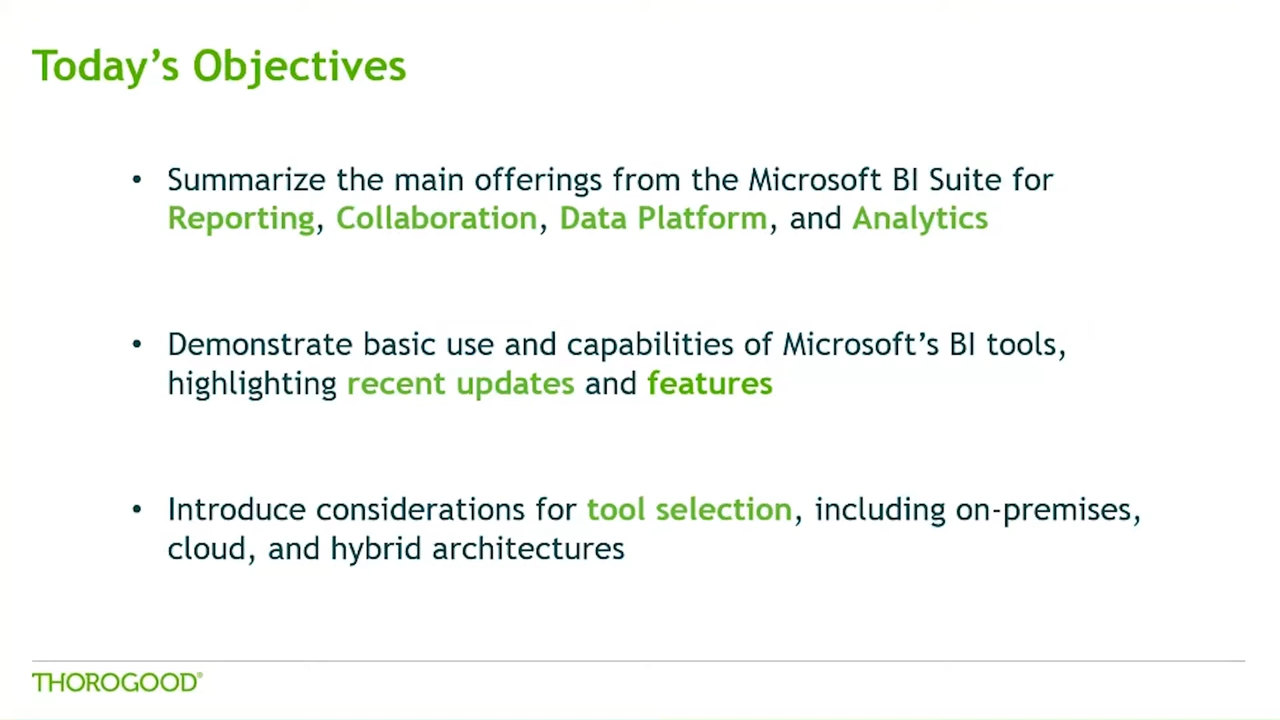 Today’s Objectives
• Summarize the main offerings from the Microsoft BI Suite for
Reporting, Collaboration, Data Platform, and Analytics
• Demonstrate basic use and capabilities of Microsoft’s BI tools,
highlighting recent updates and features
• Introduce considerations for tool selection, including on-premises,
cloud, and hybrid architectures
THOROGOOD®